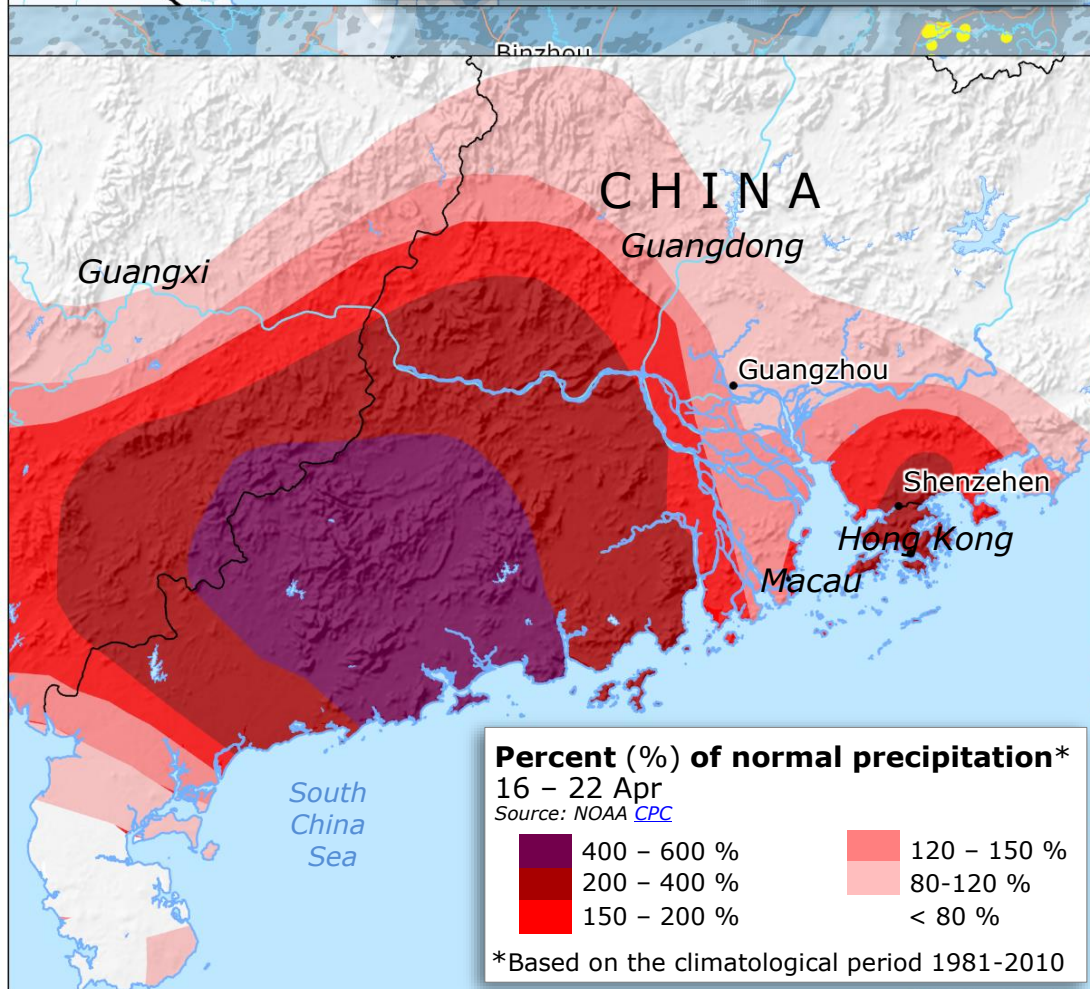 Binzhou
CHINA
Guangdong
Guangxi
Guangzhou
Shenzehen
Hong Kong
Macau
South
China
Sea
Percent (%) of normal precipitation*
16 – 22 Apr
Source: NOAA CPC
400 – 600 %
200 – 400 %
150 – 200 %
120 – 150 %
80-120 %
< 80 %
*Based on the climatological period 1981-2010